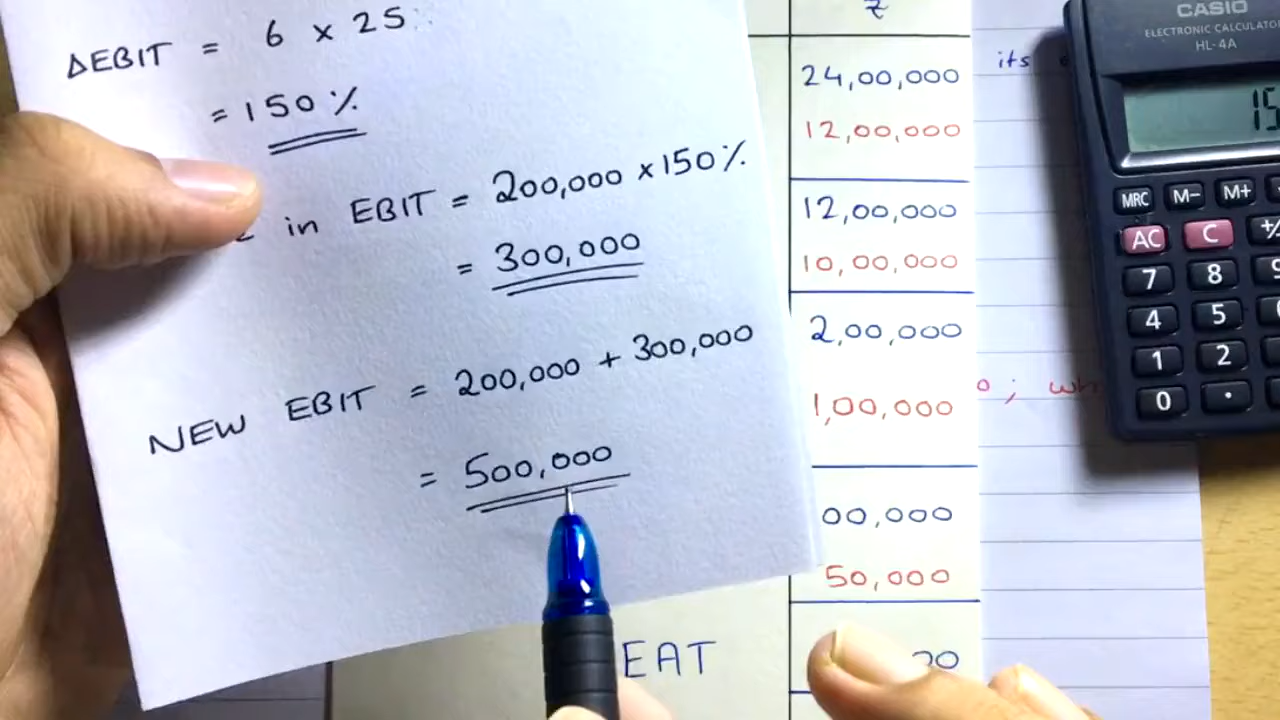 ΔEBIT = 6 x 25
= 150 %
in EBIT = 200,000 x 150 %
= 300,000
NEW EBIT = 200,000 + 300,000
= 500,000
₹
24,00,000
12,00,000
12,00,000
10,00,000
2,00,000
1,00,000
00,000
50,000
EAT
its
; wh
CASIO
ELECTRONIC CALCULATOR
HL-4A
15
MRC M- M+
AC C +/
7 8 9
4 5
1 2
0 .